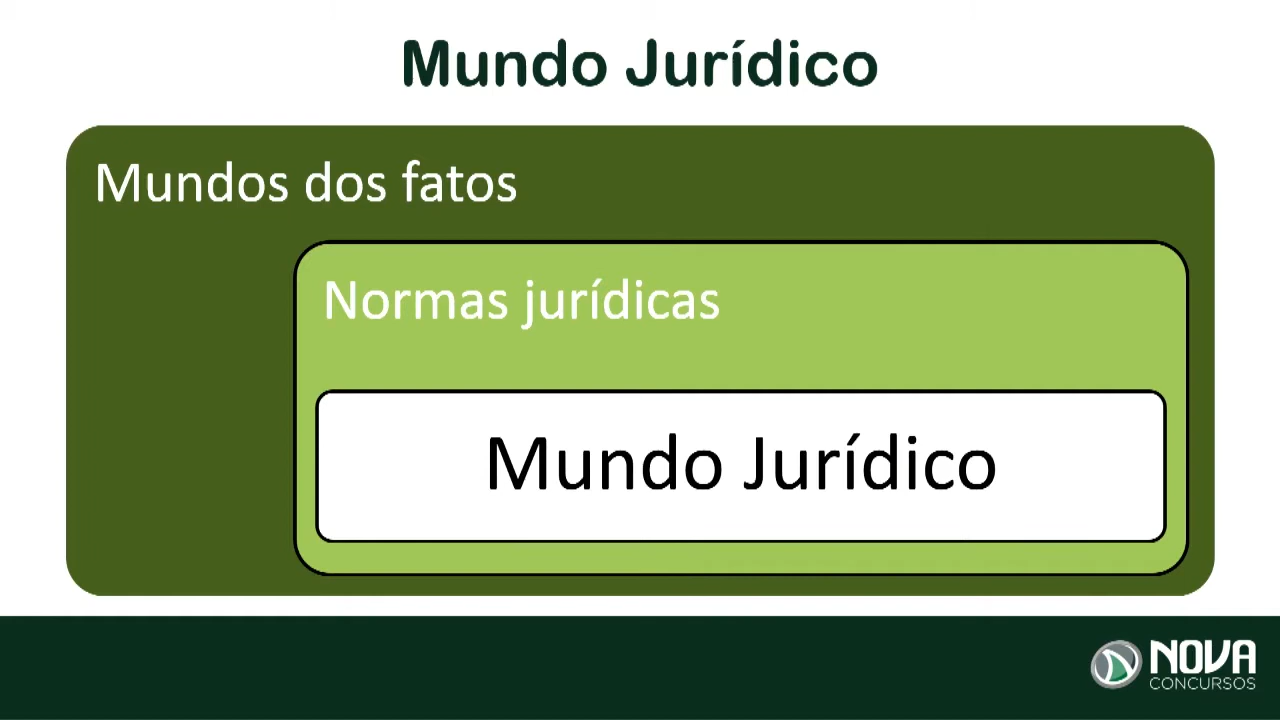 Mundo Jurídico
Mundos dos fatos
Normas jurídicas
Mundo Jurídico
NOVA
CONCURSOS